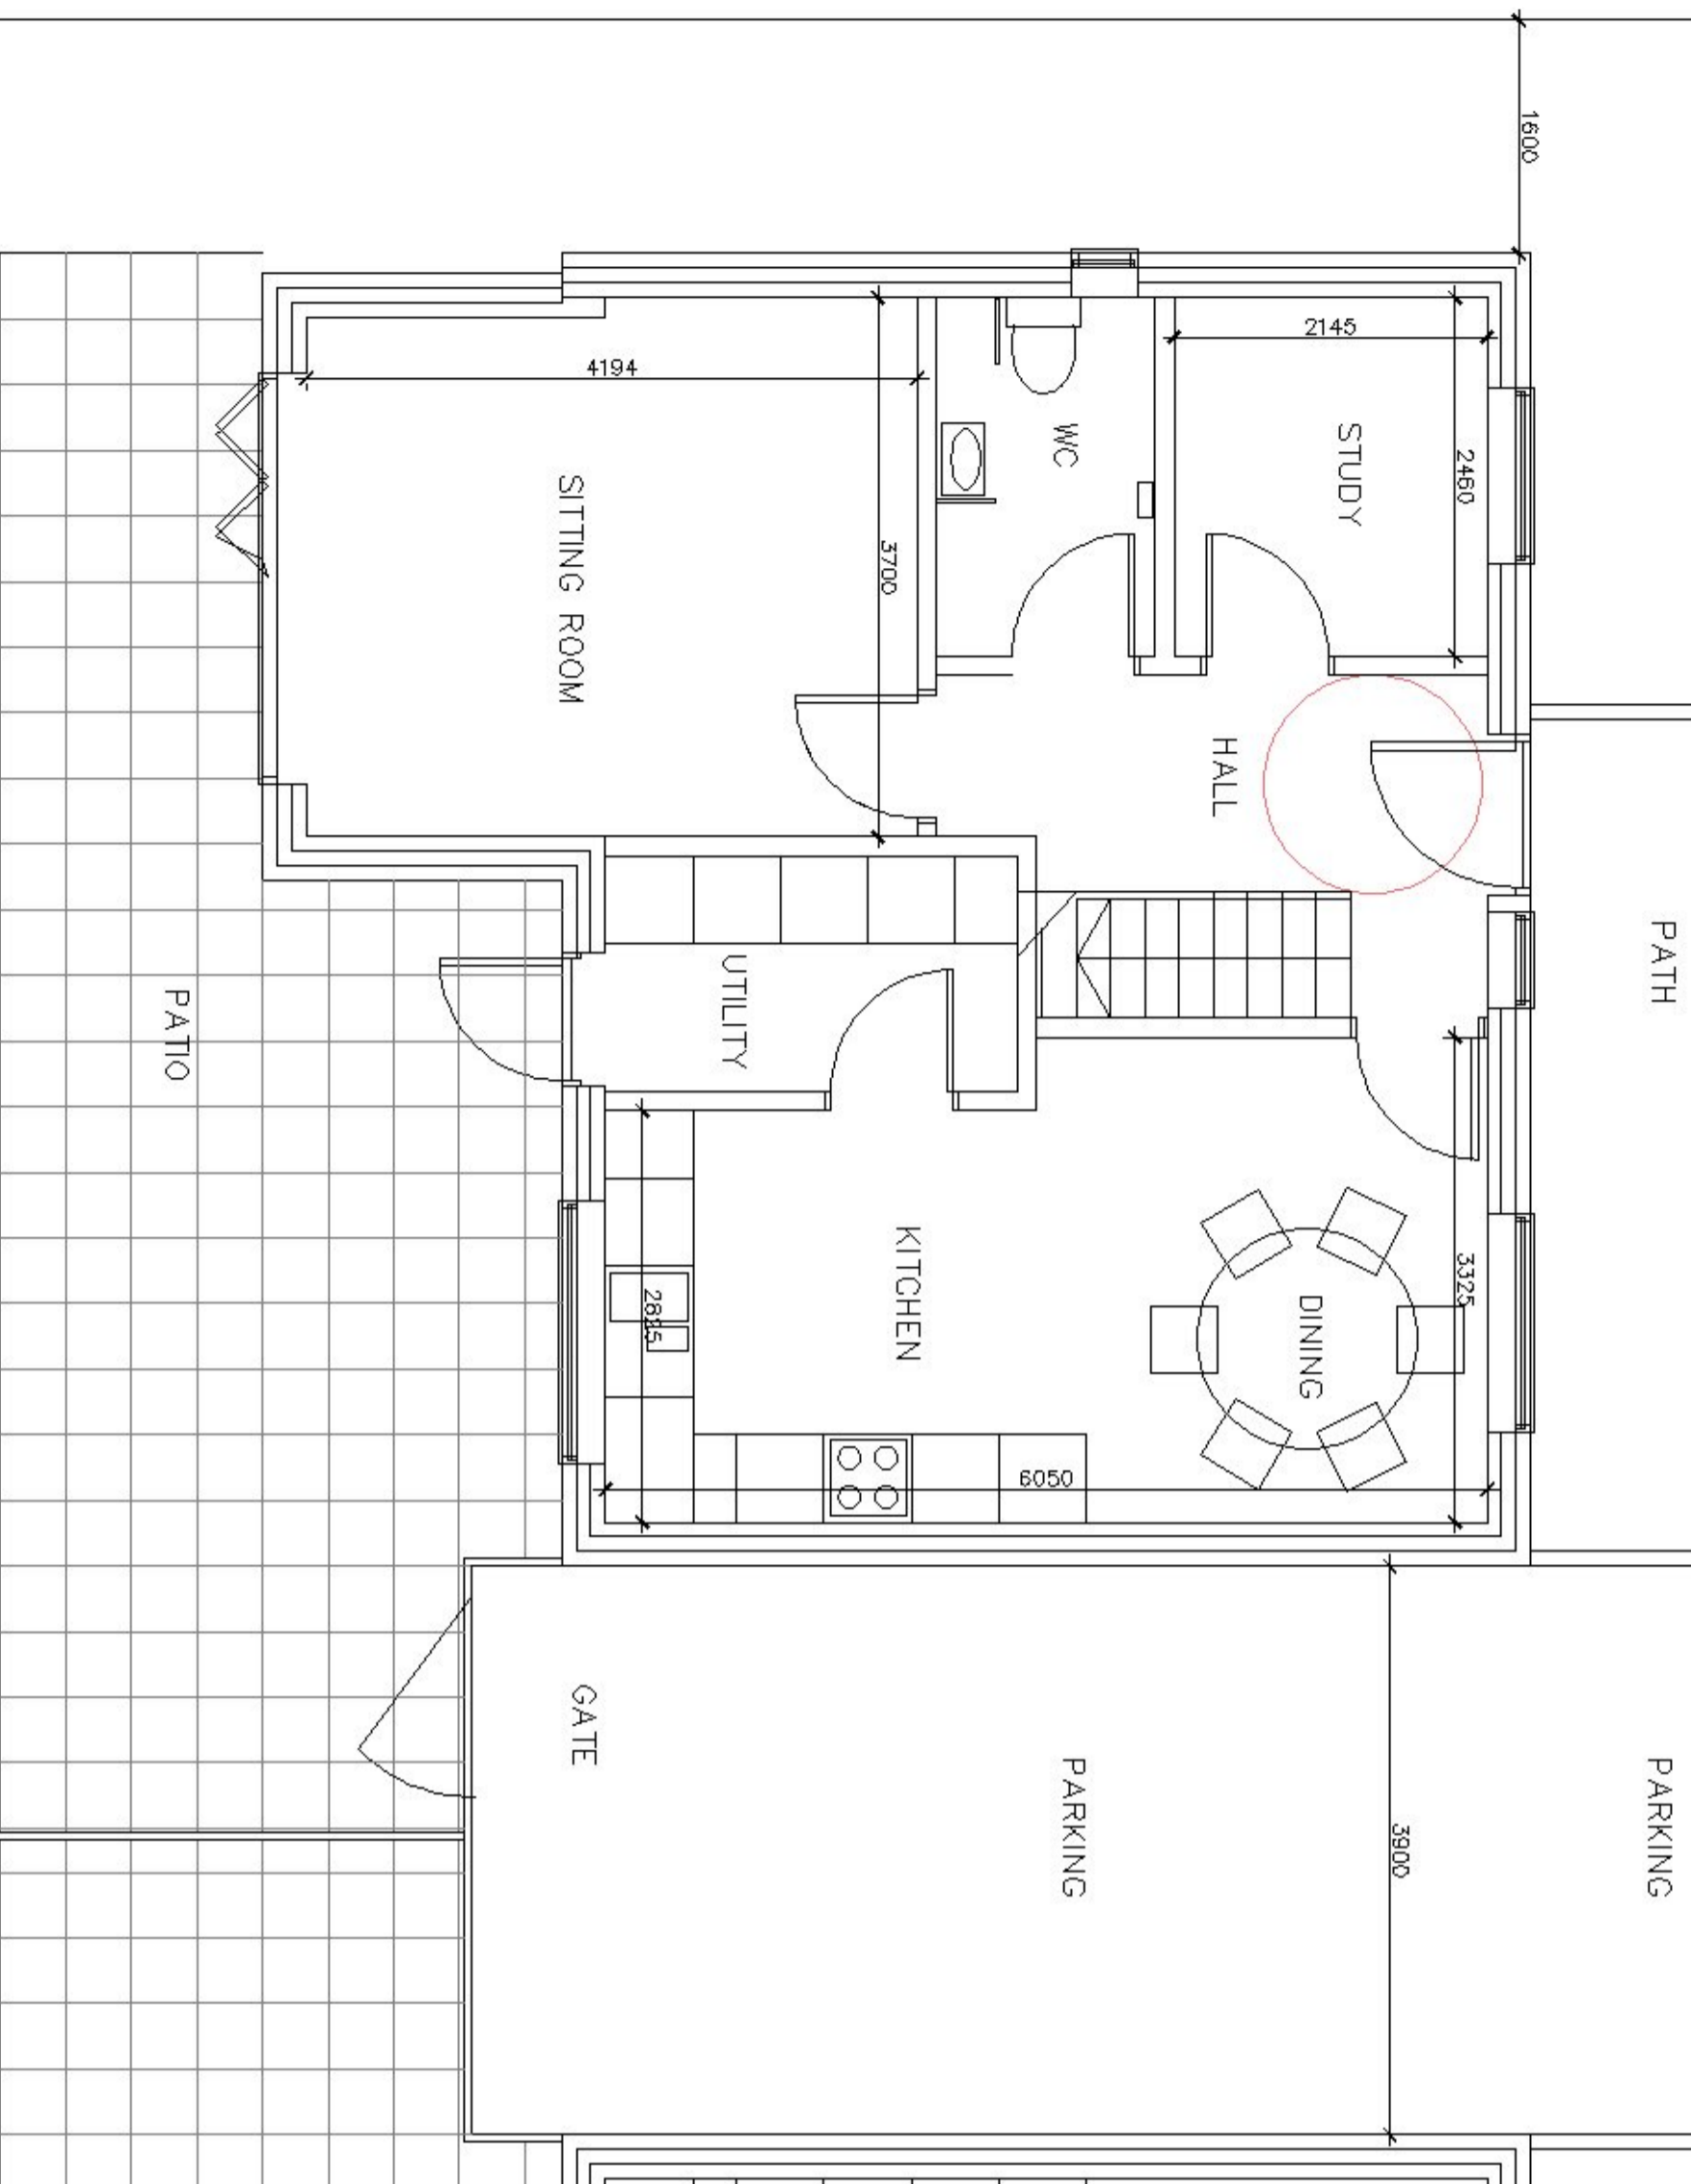 1600
2145
4194
STUDY
WC
2460
SITTING ROOM
3700
HALL
PATH
UTILITY
PATIO
KITCHEN
3325
DINING
6050
GATE
PARKING
PARKING
3900